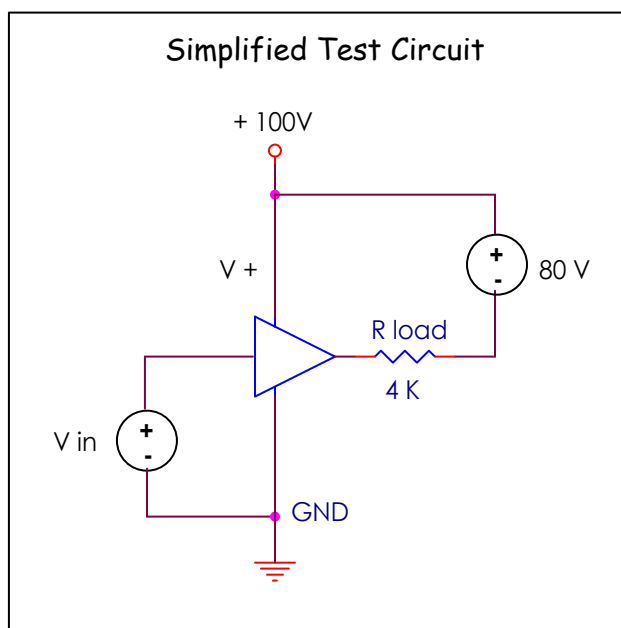 Simplified Test Circuit
+ 100V
V +
+
-
80 V
R load
4 K
V in
+
-
GND